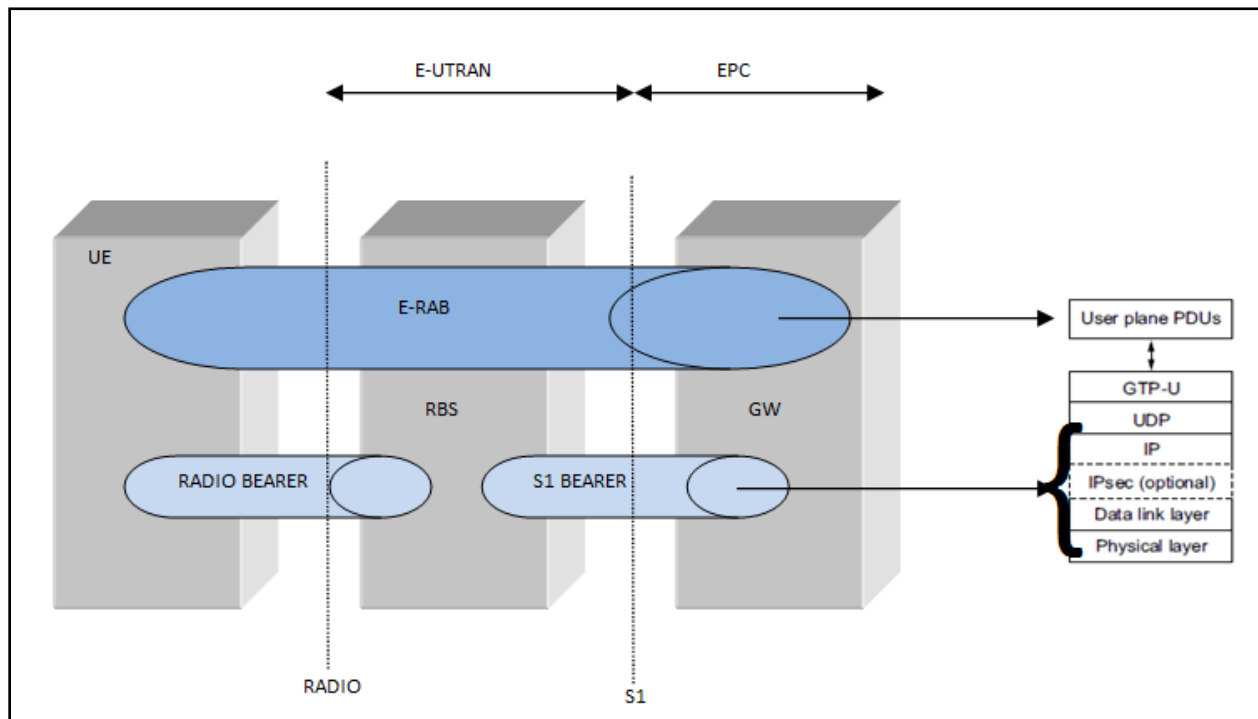 E-UTRAN
EPC
UE
E-RAB
RBS
GW
RADIO BEARER
S1 BEARER
RADIO
S1
User plane PDUs
GTP-U
UDP
IP
IPsec (optional)
Data link layer
Physical layer